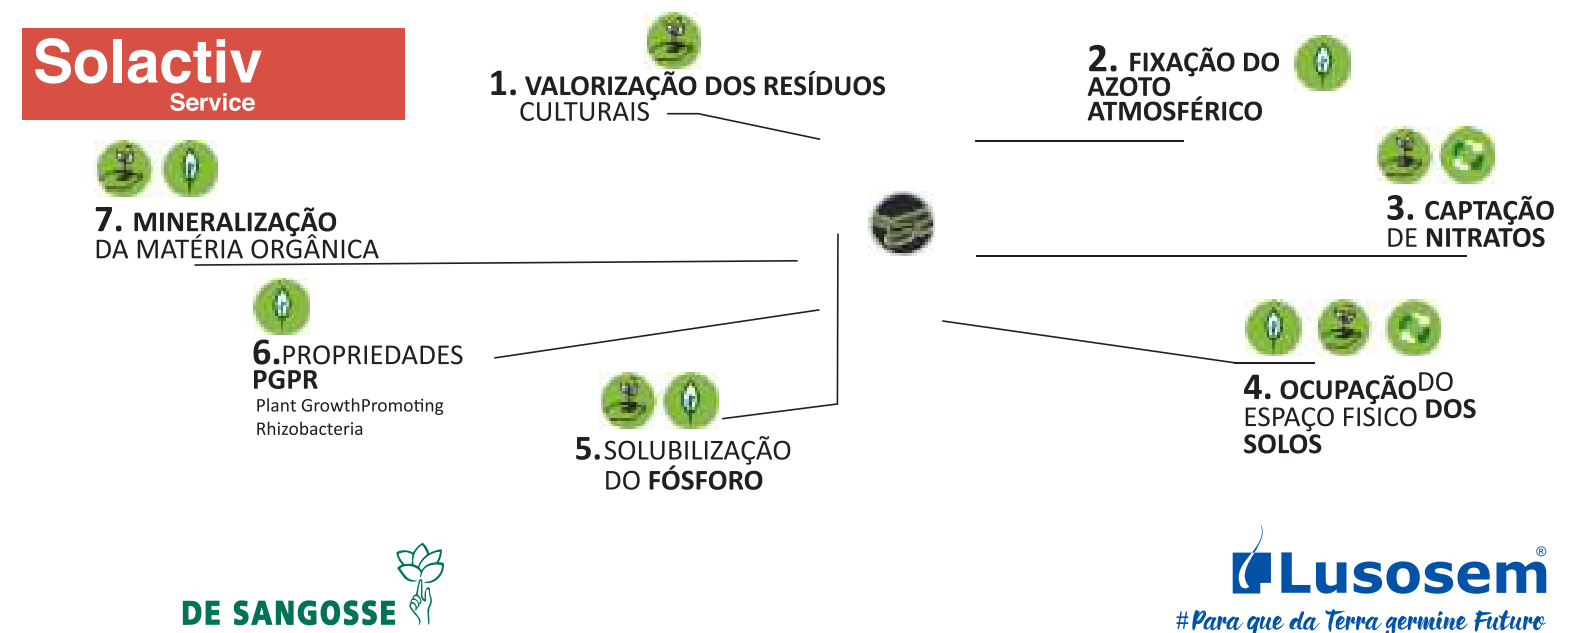 Solactiv
Service
1. VALORIZAÇÃO DOS RESÍDUOS
CULTURAIS
2. FIXAÇÃO DO
AZOTO
ATMOSFÉRICO
3. CAPTAÇÃO
DE NITRATOS
4. OCUPAÇÃO DO
ESPAÇO FISICO DOS
SOLOS
5. SOLUBILIZAÇÃO
DO FÓSFORO
6. PROPRIEDADES
PGPR
Plant GrowthPromoting
Rhizobacteria
7. MINERALIZAÇÃO
DA MATÉRIA ORGÂNICA
DE SANGOSSE
Lusosem®
#Para que da Terra germine Futuro